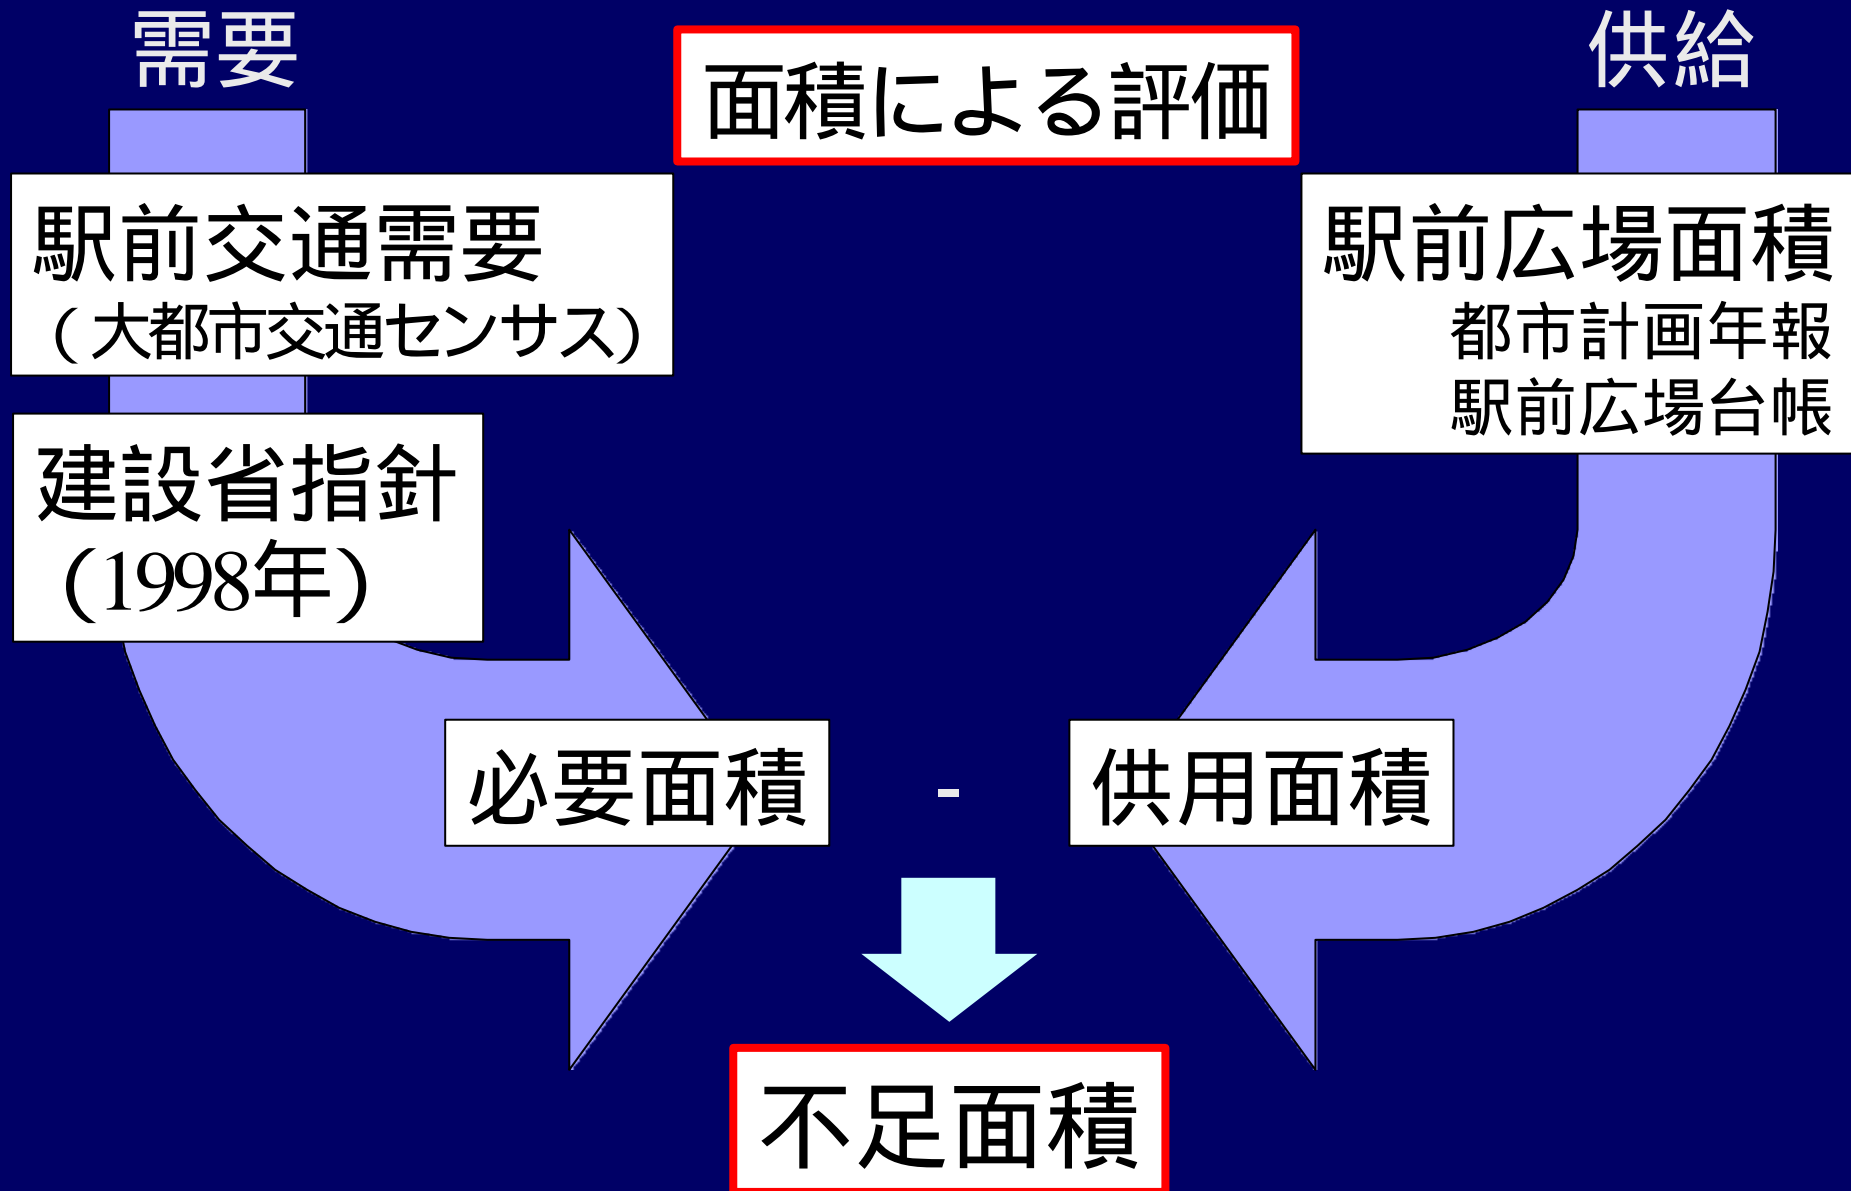 需要
面積による評価
供給
駅前交通需要
（大都市交通センサス）
駅前広場面積
都市計画年報
駅前広場台帳
建設省指針
（1998年）
必要面積
-
供用面積
不足面積